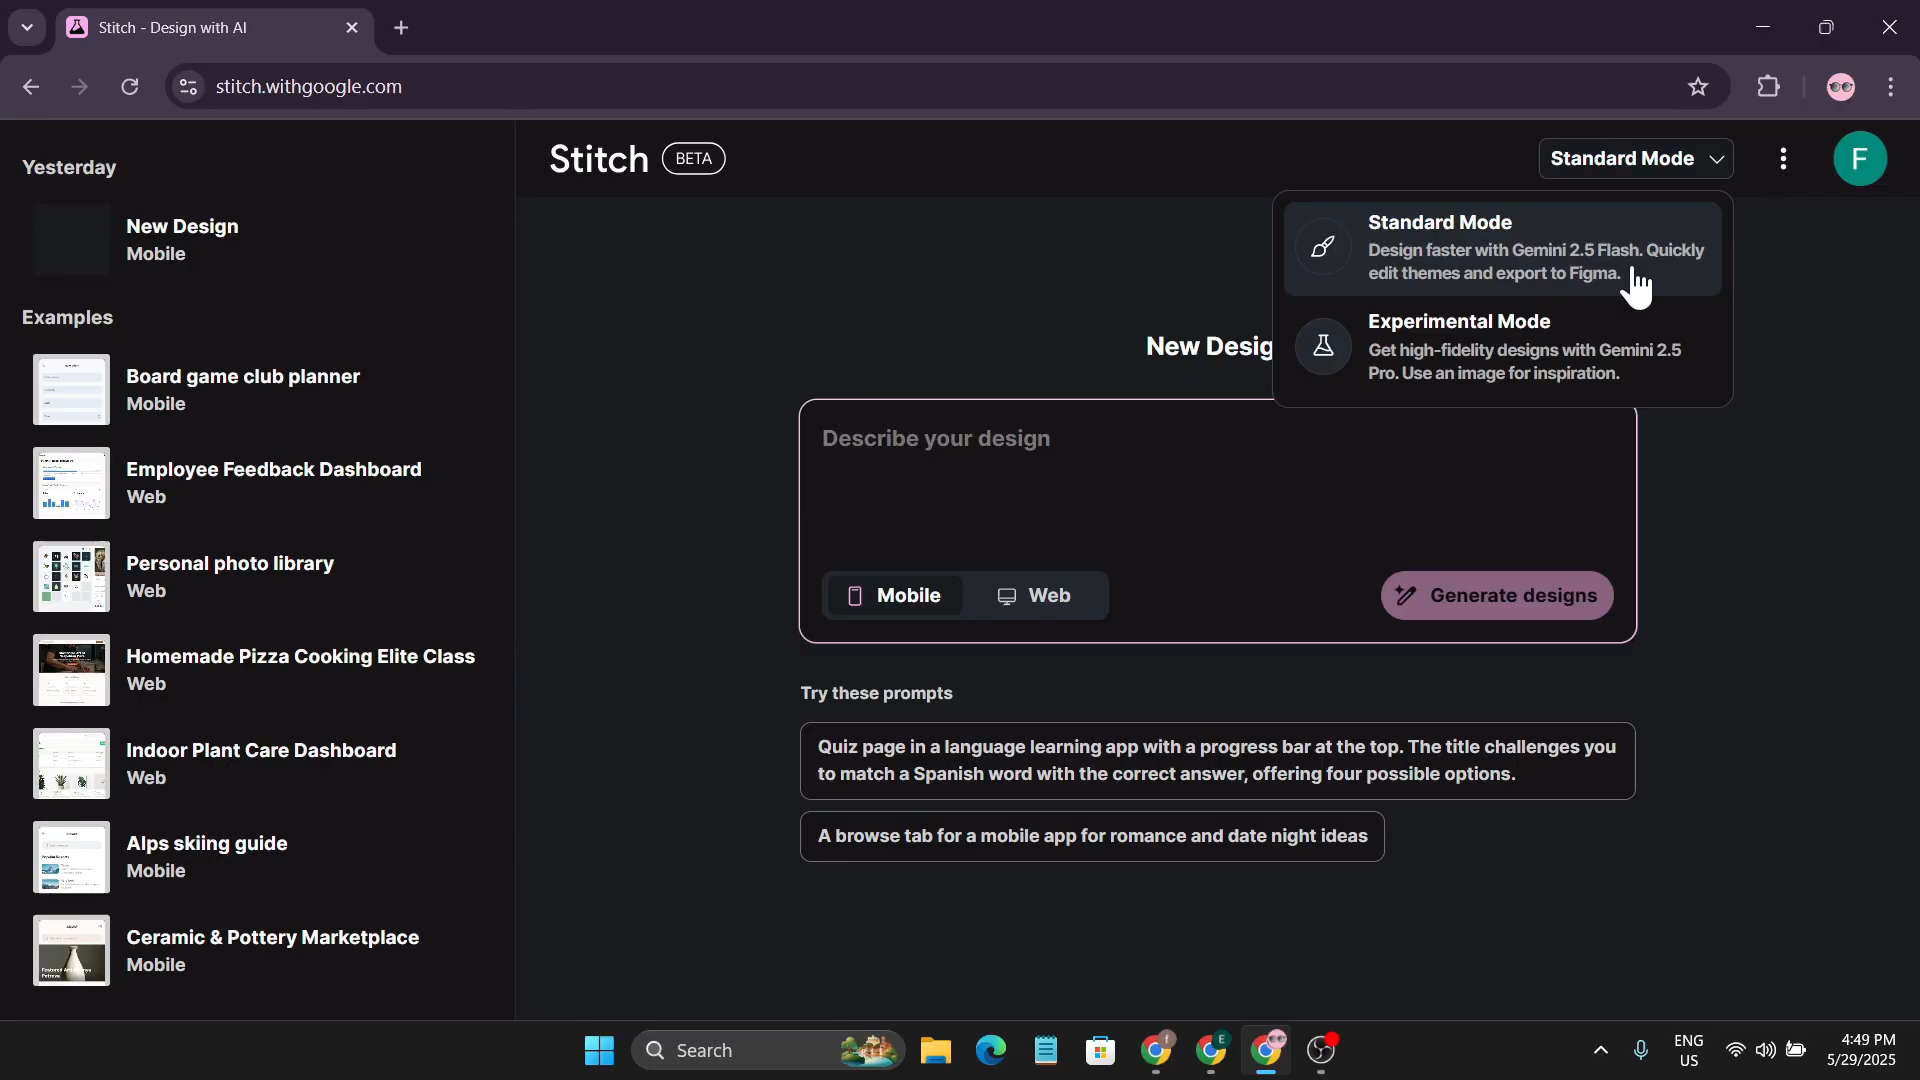 Stitch - Design with AI
stitch.withgoogle.com
Yesterday
New Design
Mobile
Examples
Board game club planner
Mobile
Employee Feedback Dashboard
Web
Personal photo library
Web
Homemade Pizza Cooking Elite Class
Web
Indoor Plant Care Dashboard
Web
Alps skiing guide
Mobile
Ceramic & Pottery Marketplace
Mobile
Stitch BETA
Standard Mode
F
Standard Mode
Design faster with Gemini 2.5 Flash. Quickly
edit themes and export to Figma.
Experimental Mode
Get high-fidelity designs with Gemini 2.5
Pro. Use an image for inspiration.
New Desig
Describe your design
Mobile
Web
Generate designs
Try these prompts
Quiz page in a language learning app with a progress bar at the top. The title challenges you
to match a Spanish word with the correct answer, offering four possible options.
A browse tab for a mobile app for romance and date night ideas
Search
ENG
US
4:49 PM
5/29/2025